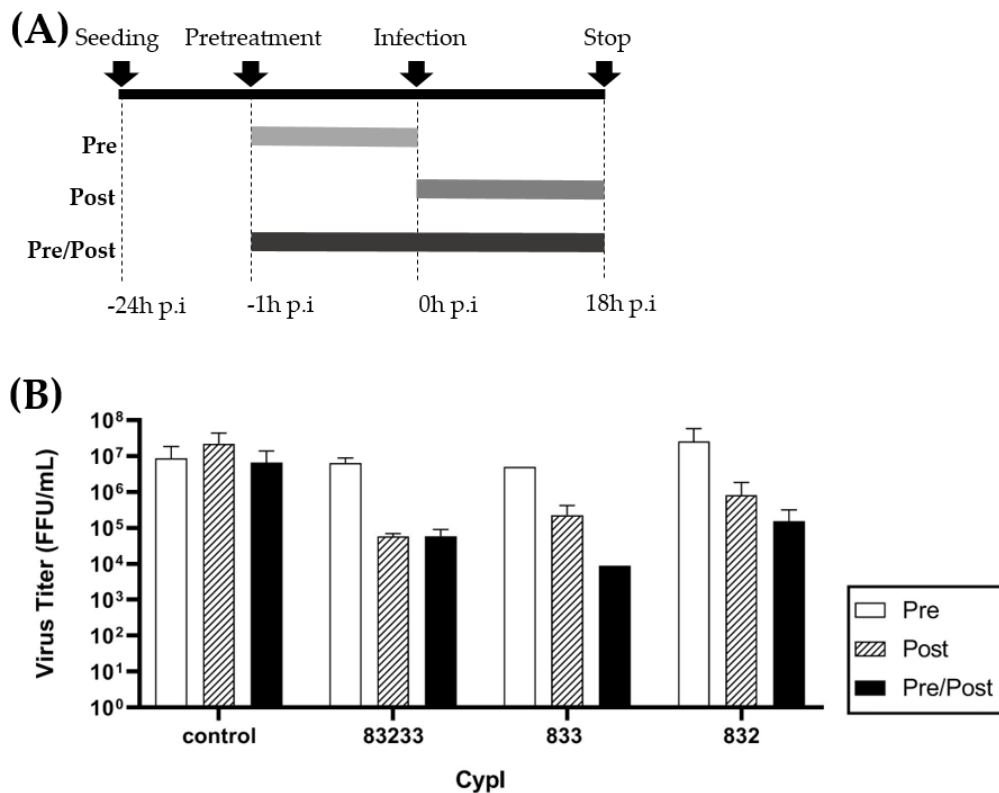 (A)
Seeding Pretreatment Infection Stop
Pre
Post
Pre/Post
-24h p.i -1h p.i 0h p.i 18h p.i
(B)
Virus Titer (FFU/mL)
10⁸
10⁷
10⁶
10⁵
10⁴
10³
10²
10¹
10⁰
control 83233 833 832
CypI
Pre
Post
Pre/Post